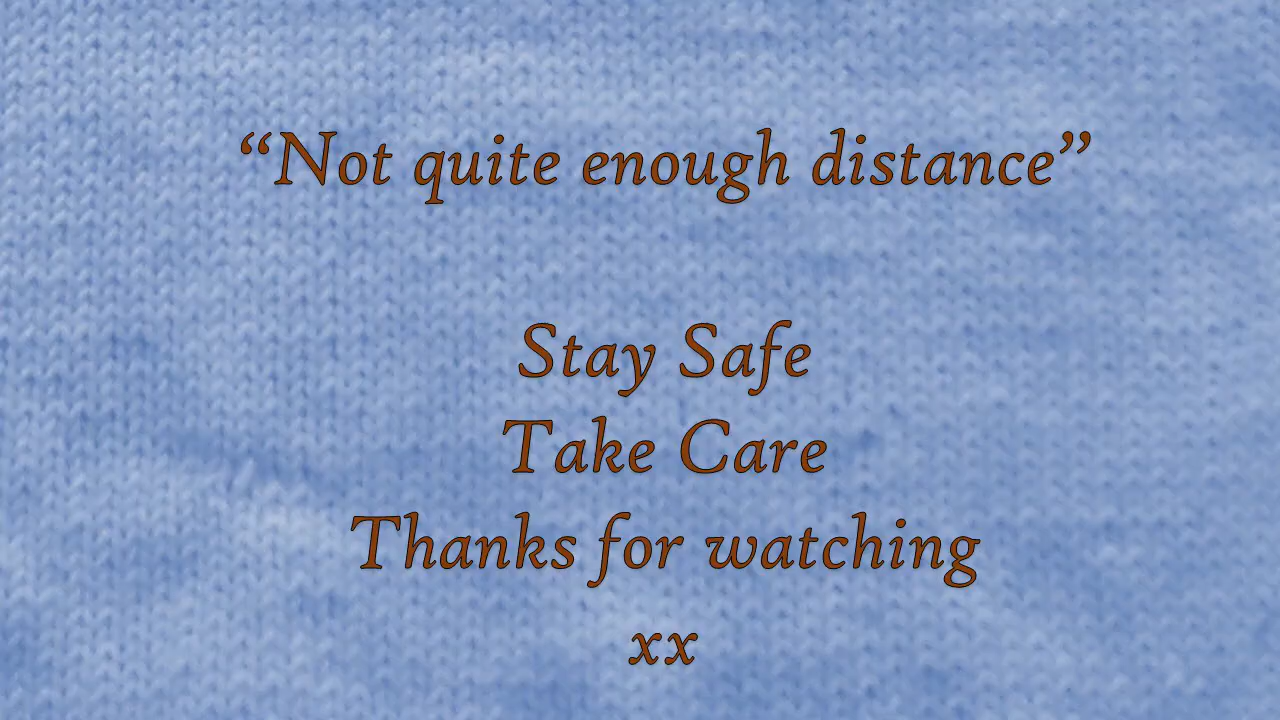 “Not quite enough distance”
Stay Safe
Take Care
Thanks for watching
xx